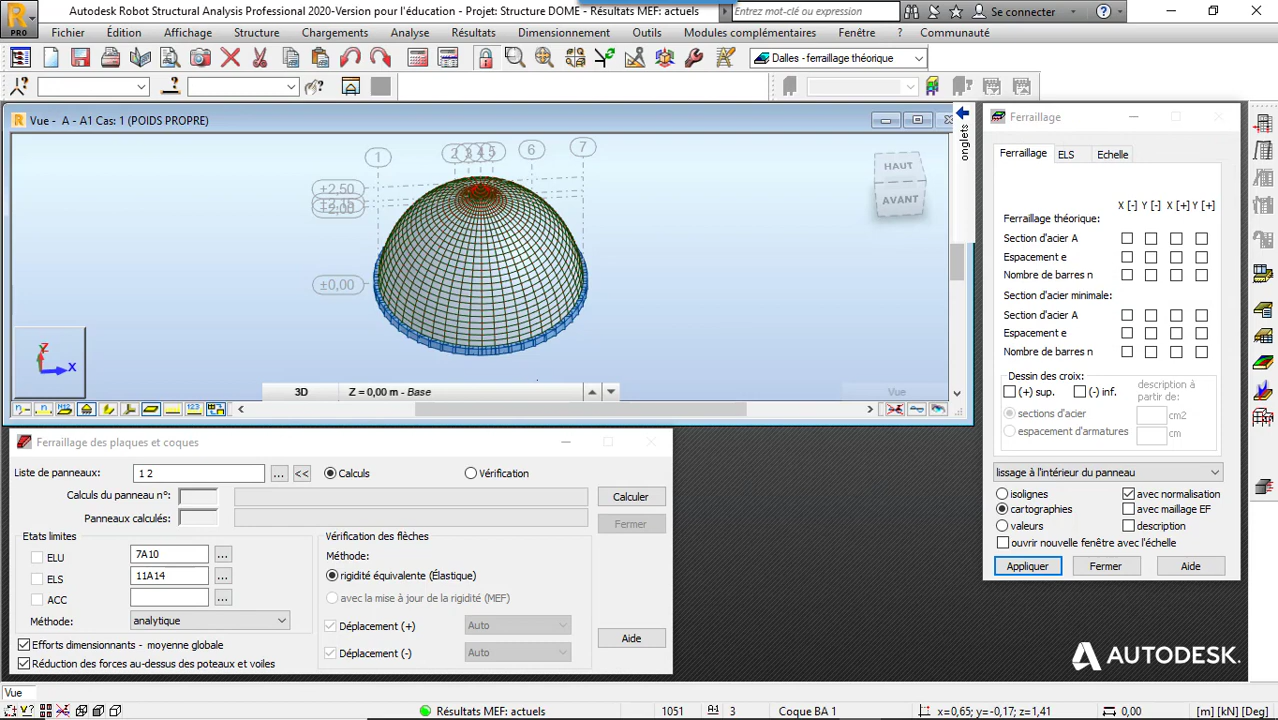 Autodesk Robot Structural Analysis Professional 2020-Version pour l'éducation - Projet: Structure DOME - Résultats MEF: actuels
Entrez mot-clé ou expression
Se connecter
PRO
Fichier Édition Affichage Structure Chargements Analyse Résultats Dimensionnement Outils Modules complémentaires Fenêtre ? Communauté
Dalles - ferraillage théorique
Vue - A - A1 Cas: 1 (POIDS PROPRE)
onglets
1 2 3 4 5 6 7
±2,50
±2,00
±0,00
HAUT
AVANT
Z
X
3D Z = 0,00 m - Base
Vue
Ferraillage
Ferraillage ELS Echelle
X [-] Y [-] X [+] Y [+]
Ferraillage théorique:
Section d'acier A
Espacement e
Nombre de barres n
Section d'acier minimale:
Section d'acier A
Espacement e
Nombre de barres n
Dessin des croix:
(+) sup. (-) inf.
description à partir de:
sections d'acier cm2
espacement d'armatures cm
lissage à l'intérieur du panneau
isolignes avec normalisation
cartographies avec maillage EF
valeurs description
ouvrir nouvelle fenêtre avec l'échelle
Appliquer Fermer Aide
Ferraillage des plaques et coques
Liste de panneaux: 1 2 ... << Calculs Vérification
Calculs du panneau n°: Calculer
Panneaux calculés: Fermer
Etats limites
ELU 7A10 ...
ELS 11A14 ...
ACC ...
Méthode: analytique
Efforts dimensionnants - moyenne globale
Réduction des forces au-dessus des poteaux et voiles
Vérification des flèches
Méthode:
rigidité équivalente (Élastique)
avec la mise à jour de la rigidité (MEF)
Déplacement (+) Auto
Déplacement (-) Auto
Aide
AUTODESK.
Vue
Résultats MEF: actuels 1051 3 Coque BA 1 x=0,65; y=-0,17; z=1,41 0,00 [m] [kN] [Deg]